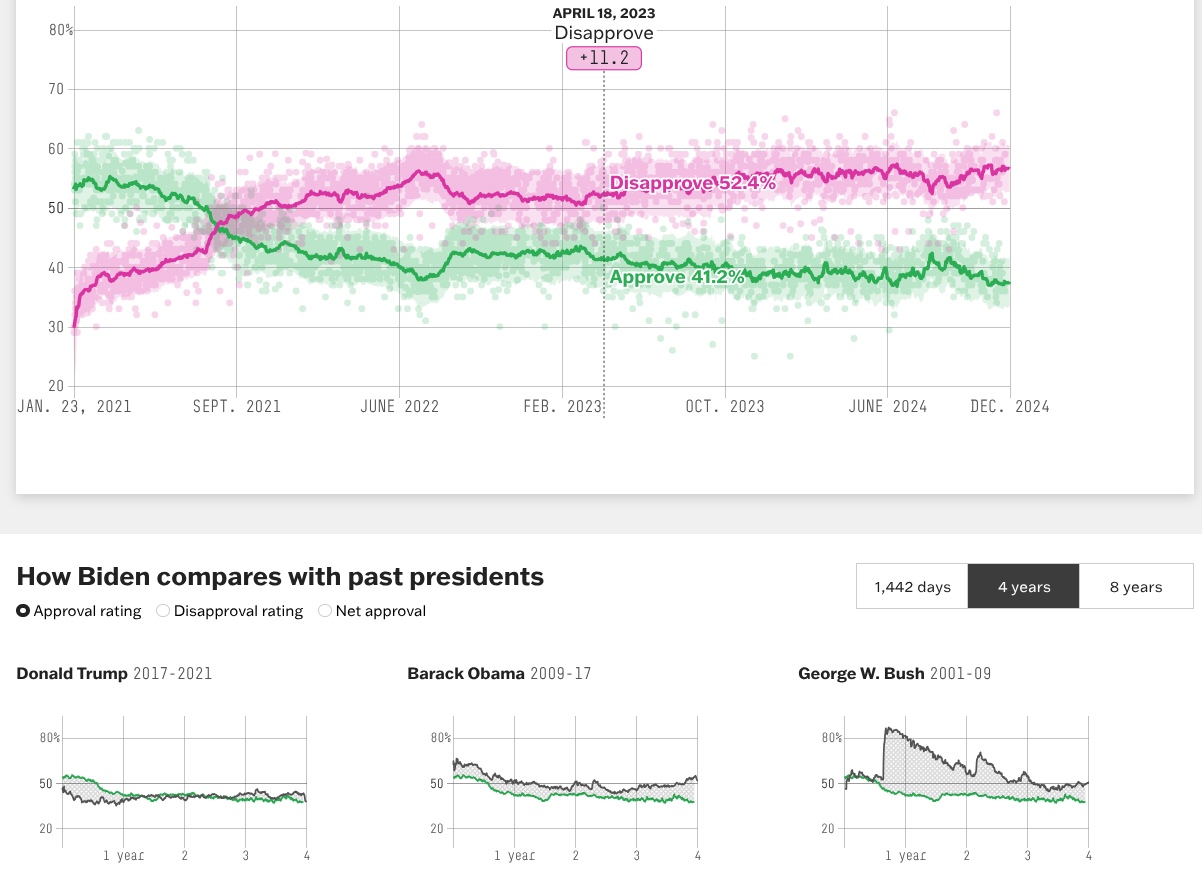 APRIL 18, 2023
Disapprove
+11.2
80%
70
60
Disapprove 52.4%
50
40
Approve 41.2%
30
20
JAN. 23, 2021 SEPT. 2021 JUNE 2022 FEB. 2023 OCT. 2023 JUNE 2024 DEC. 2024
How Biden compares with past presidents
1,442 days 4 years 8 years
Approval rating Disapproval rating Net approval
Donald Trump 2017-2021 Barack Obama 2009-17 George W. Bush 2001-09
80% 80% 80%
50 50 50
20 20 20
1 year 2 3 4 1 year 2 3 4 1 year 2 3 4